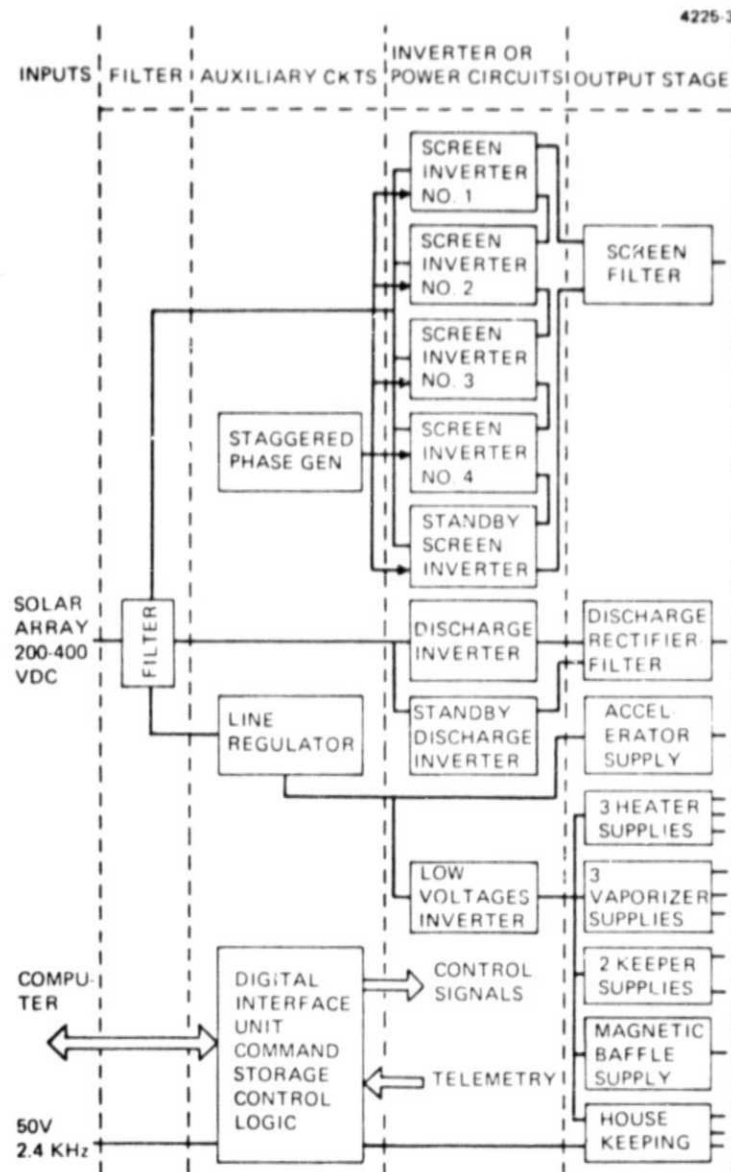 4225-3
INPUTS
FILTER
AUXILIARY CKTS
INVERTER OR
POWER CIRCUITS
OUTPUT STAGE
SCREEN
INVERTER
NO. 1
SCREEN
INVERTER
NO. 2
SCREEN
FILTER
SCREEN
INVERTER
NO. 3
STAGGERED
PHASE GEN
SCREEN
INVERTER
NO. 4
STANDBY
SCREEN
INVERTER
SOLAR
ARRAY
200-400
VDC
FILTER
DISCHARGE
INVERTER
DISCHARGE
RECTIFIER-
FILTER
LINE
REGULATOR
STANDBY
DISCHARGE
INVERTER
ACCEL-
ERATOR
SUPPLY
3 HEATER
SUPPLIES
LOW
VOLTAGES
INVERTER
3
VAPORIZER
SUPPLIES
COMPU-
TER
DIGITAL
INTERFACE
UNIT
COMMAND
STORAGE
CONTROL
LOGIC
CONTROL
SIGNALS
2 KEEPER
SUPPLIES
TELEMETRY
MAGNETIC
BAFFLE
SUPPLY
50V
2.4 KHz
HOUSE
KEEPING